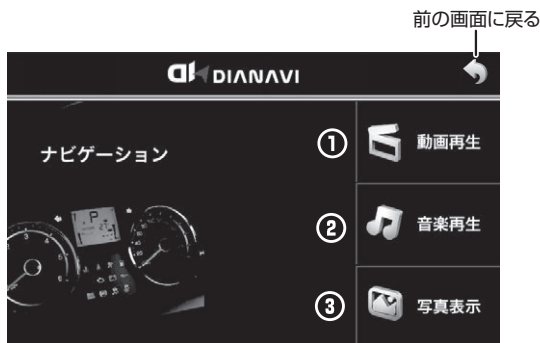 前の画面に戻る
DIANAVI
ナビゲーション
① 動画再生
② 音楽再生
③ 写真表示